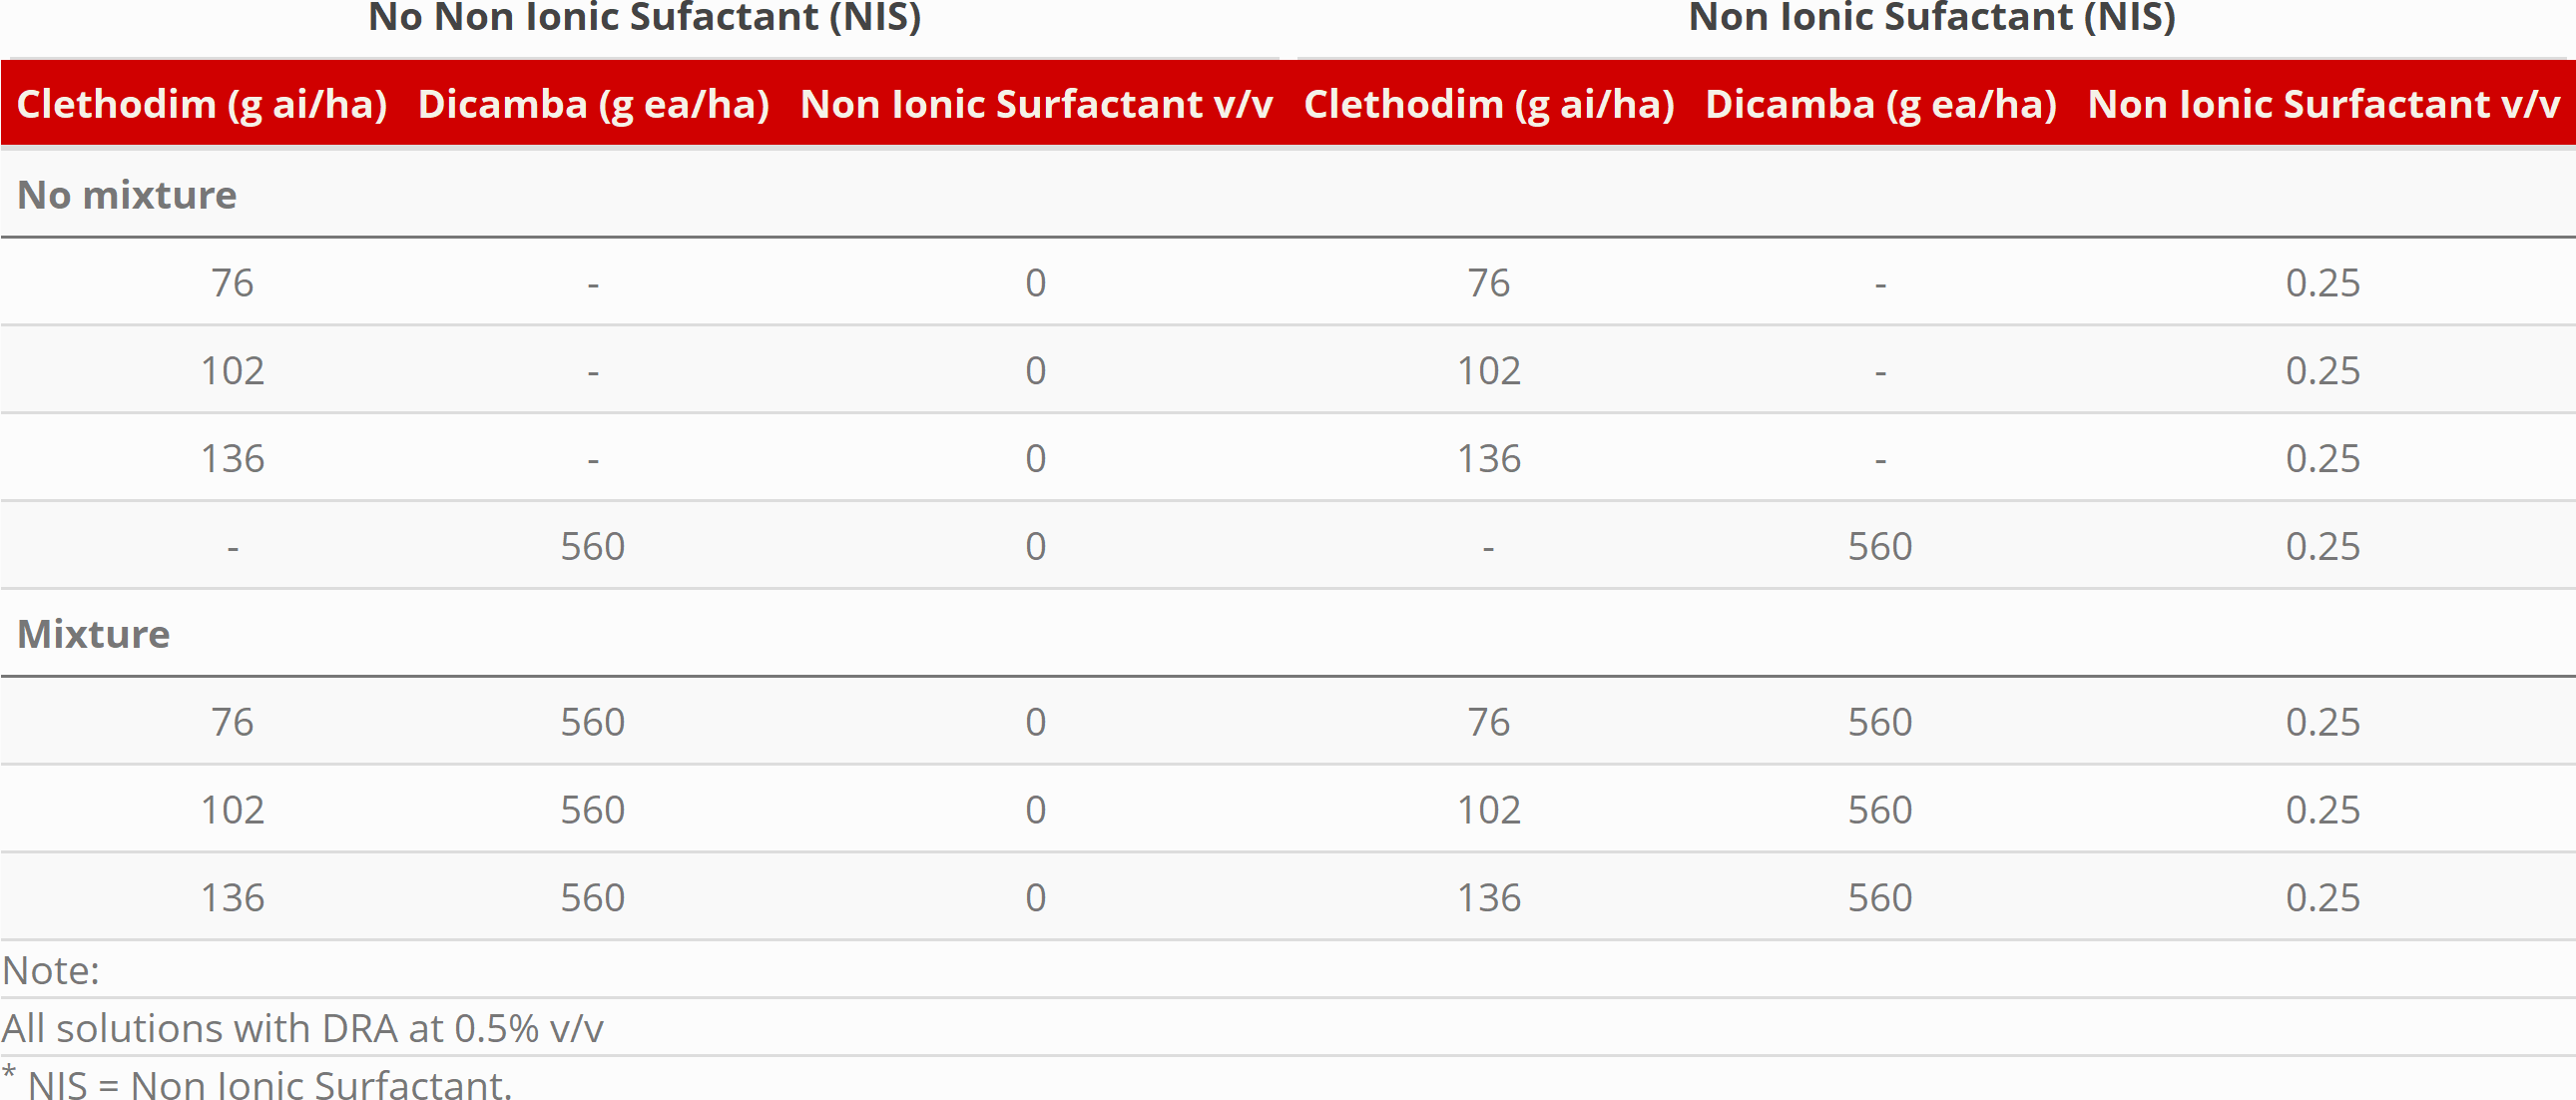 No Non Ionic Sufactant (NIS) Non Ionic Sufactant (NIS)
Clethodim (g ai/ha) Dicamba (g ea/ha) Non Ionic Surfactant v/v Clethodim (g ai/ha) Dicamba (g ea/ha) Non Ionic Surfactant v/v
No mixture
76 - 0 76 - 0.25
102 - 0 102 - 0.25
136 - 0 136 - 0.25
- 560 0 - 560 0.25
Mixture
76 560 0 76 560 0.25
102 560 0 102 560 0.25
136 560 0 136 560 0.25
Note:
All solutions with DRA at 0.5% v/v
* NIS = Non Ionic Surfactant.